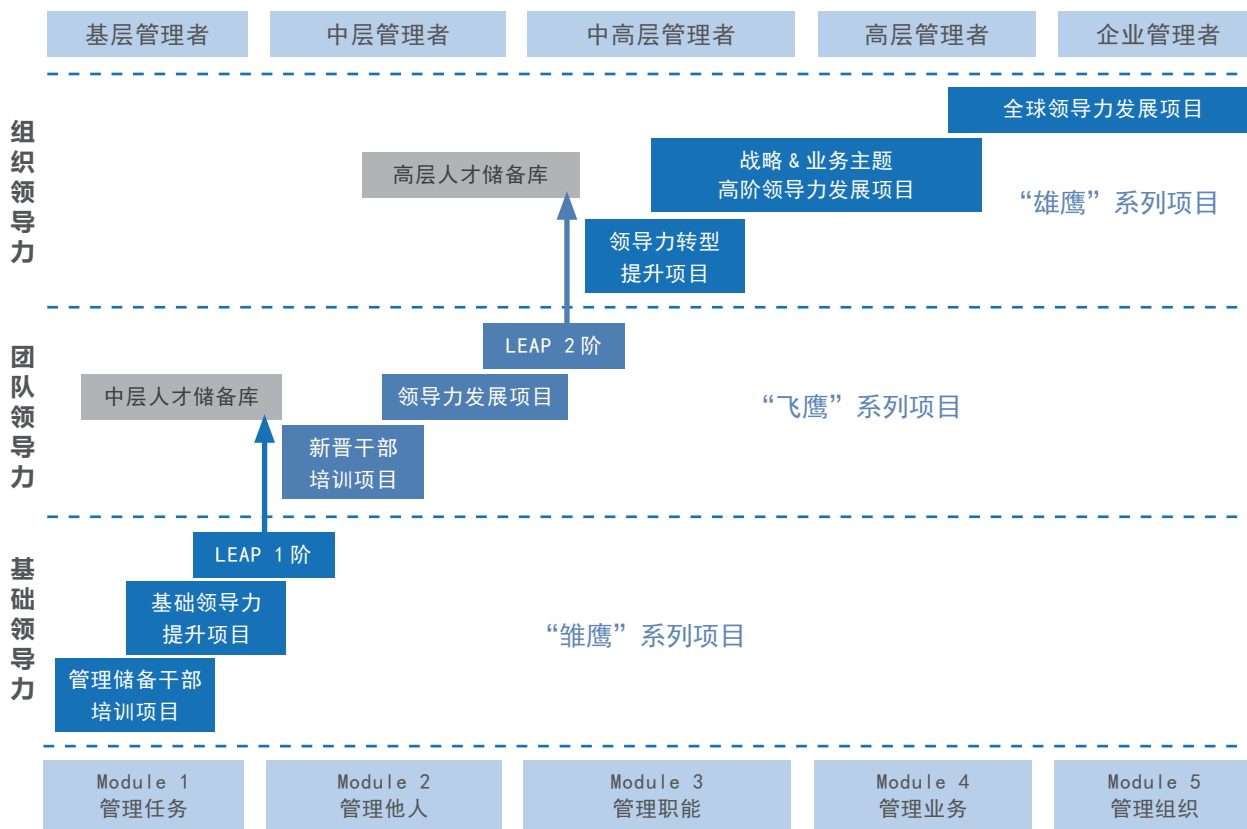 基层管理者
中层管理者
中高层管理者
高层管理者
企业管理者
组织领导力
全球领导力发展项目
战略 & 业务主题
高阶领导力发展项目
高层人才储备库
“雄鹰”系列项目
领导力转型
提升项目
团队领导力
LEAP 2 阶
领导力发展项目
中层人才储备库
“飞鹰”系列项目
新晋干部
培训项目
基础领导力
LEAP 1 阶
基础领导力
提升项目
“雏鹰”系列项目
管理储备干部
培训项目
Module 1
管理任务
Module 2
管理他人
Module 3
管理职能
Module 4
管理业务
Module 5
管理组织